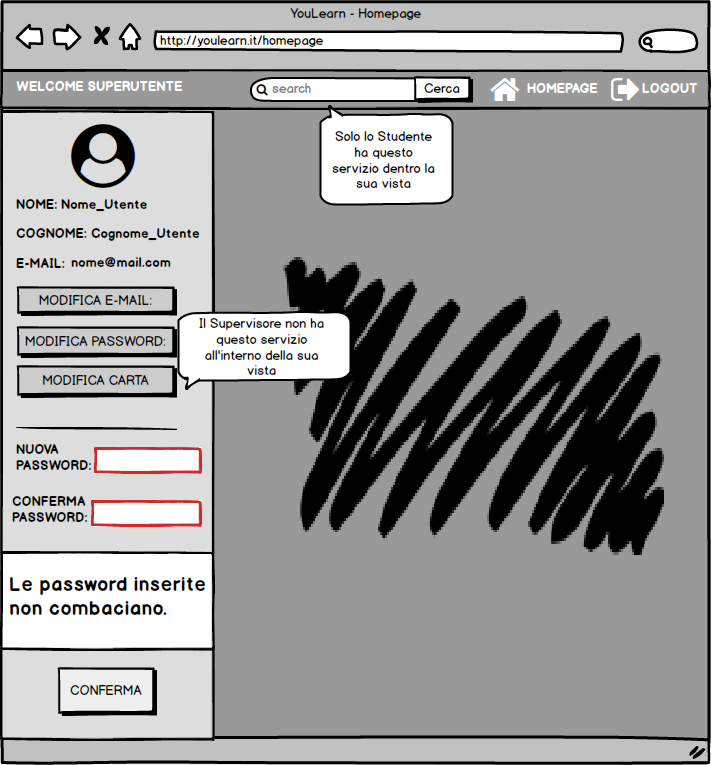 YouLearn - Homepage
http://youlearn.it/homepage
WELCOME SUPERUTENTE
search
Cerca
HOMEPAGE
LOGOUT
Solo lo Studente
ha questo
servizio dentro la
sua vista
NOME: Nome_Utente
COGNOME: Cognome_Utente
E-MAIL: nome@mail.com
MODIFICA E-MAIL:
MODIFICA PASSWORD:
MODIFICA CARTA
Il Supervisore non ha
questo servizio
all'interno della sua
vista
NUOVA
PASSWORD:
CONFERMA
PASSWORD:
Le password inserite
non combaciano.
CONFERMA